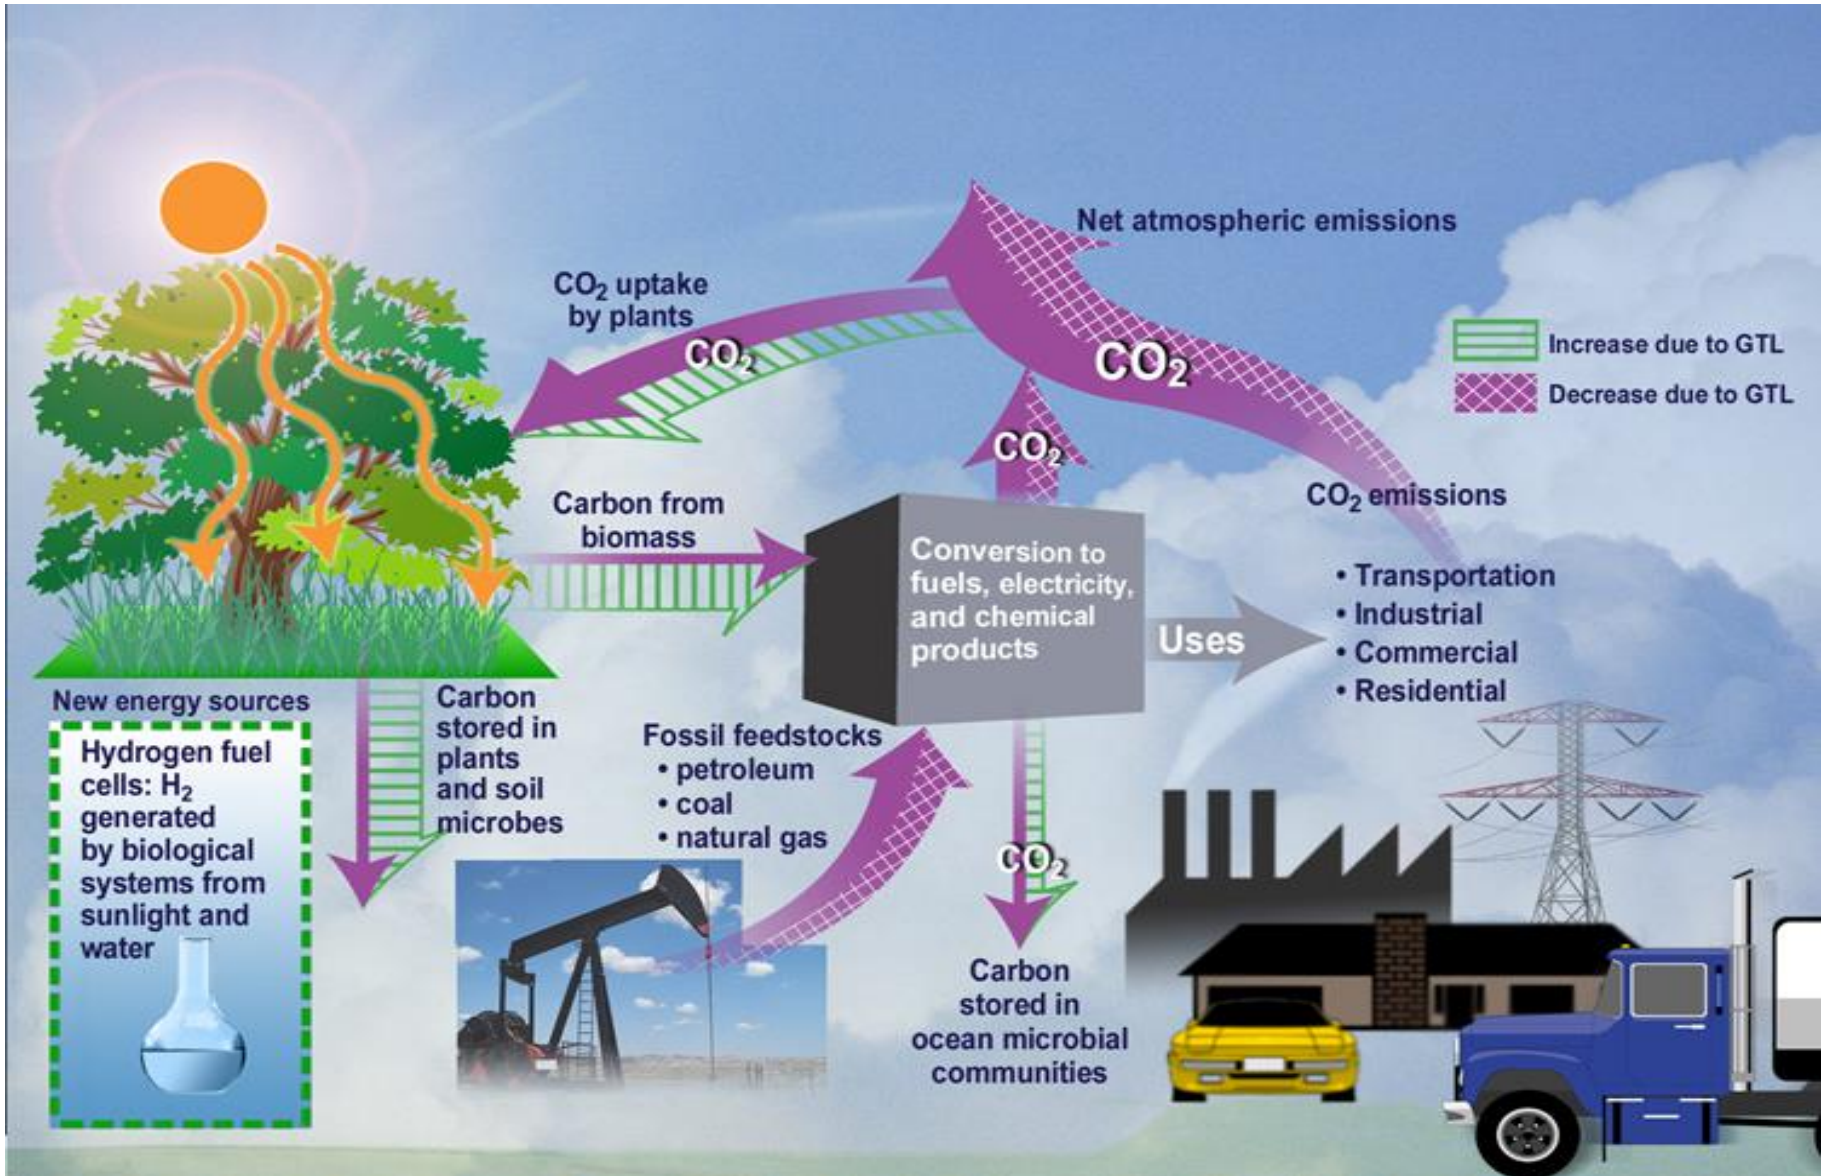 Net atmospheric emissions
CO₂ uptake
by plants
CO₂
CO₂
Increase due to GTL
Decrease due to GTL
CO₂
CO₂ emissions
Carbon from
biomass
Conversion to
fuels, electricity,
and chemical
products
Uses
• Transportation
• Industrial
• Commercial
• Residential
New energy sources
Hydrogen fuel
cells: H₂
generated
by biological
systems from
sunlight and
water
Carbon
stored in
plants
and soil
microbes
Fossil feedstocks
• petroleum
• coal
• natural gas
CO₂
Carbon
stored in
ocean microbial
communities